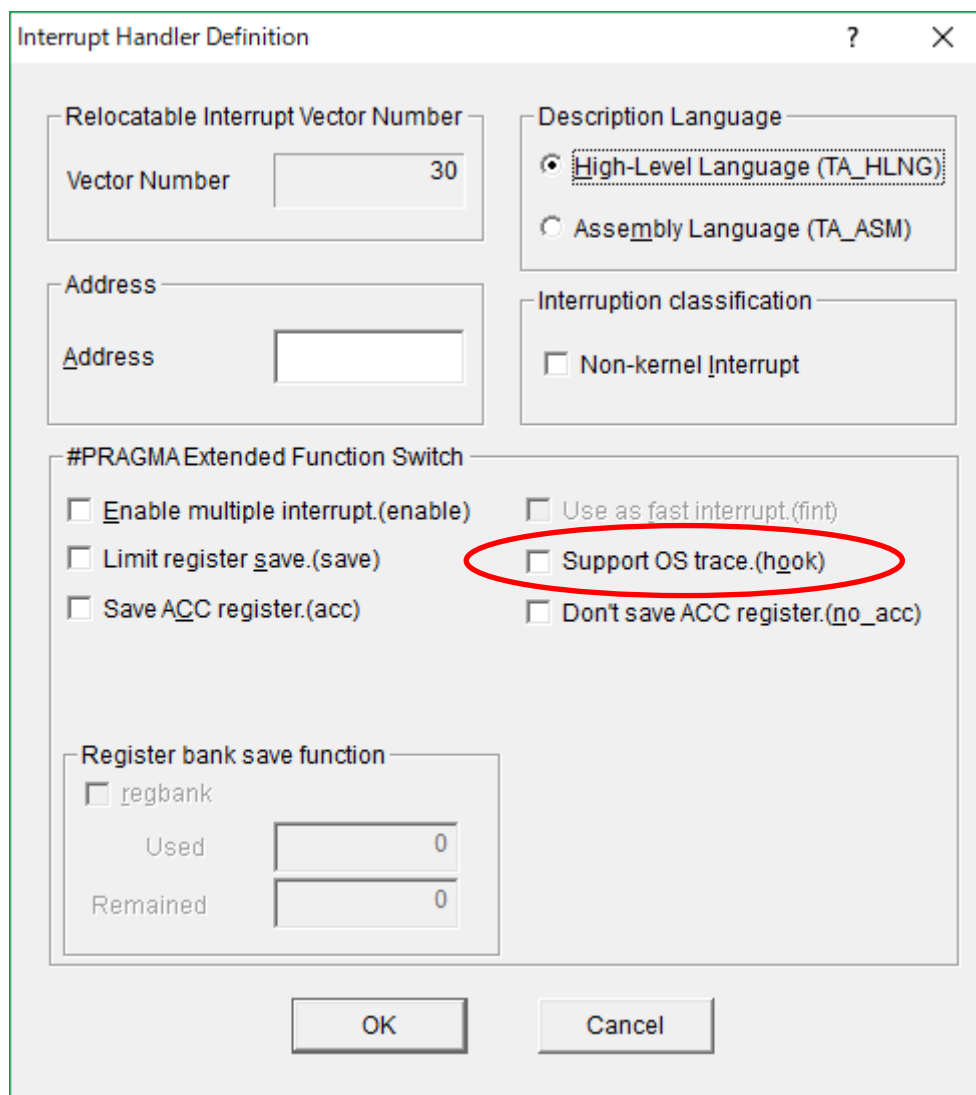 Interrupt Handler Definition
?
Relocatable Interrupt Vector Number
Vector Number 30
Description Language
High-Level Language (TA_HLNG)
Assembly Language (TA_ASM)
Address
Address
Interruption classification
Non-kernel Interrupt
#PRAGMA Extended Function Switch
Enable multiple interrupt.(enable)
Use as fast interrupt.(fint)
Limit register save.(save)
Support OS trace.(hook)
Save ACC register.(acc)
Don't save ACC register.(no_acc)
Register bank save function
regbank
Used 0
Remained 0
OK
Cancel